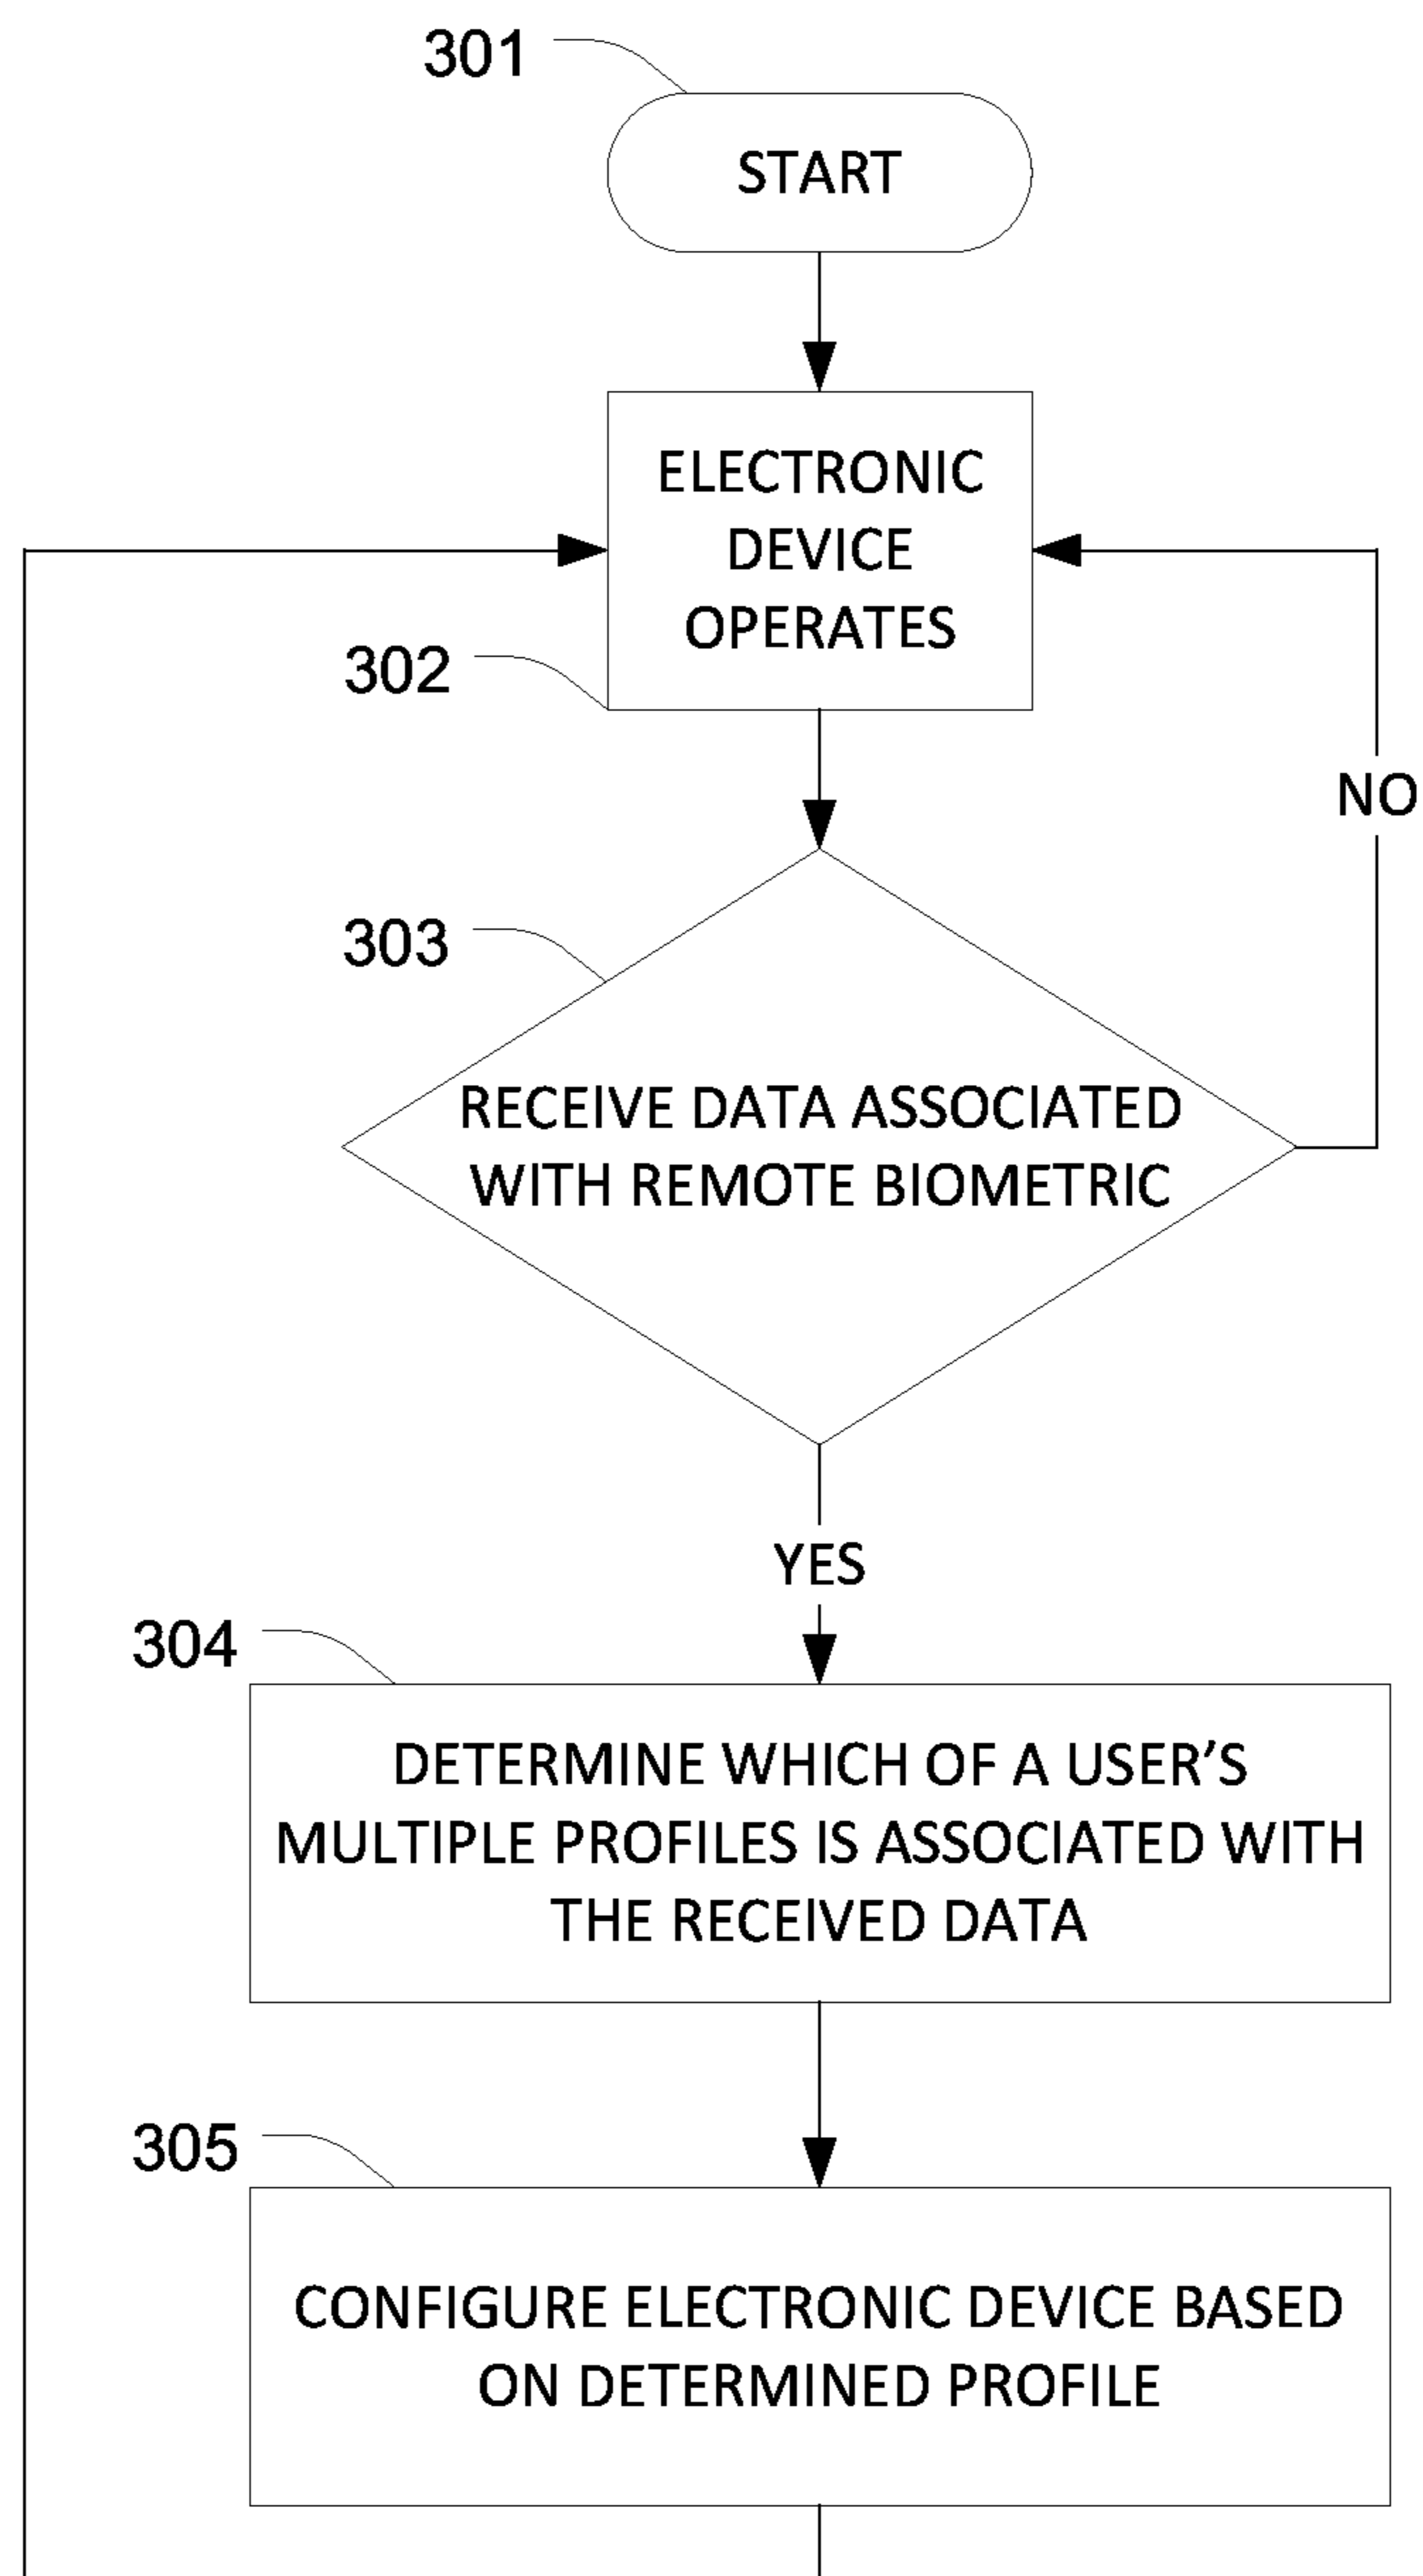 301
START
ELECTRONIC
DEVICE
OPERATES
302
NO
303
RECEIVE DATA ASSOCIATED
WITH REMOTE BIOMETRIC
YES
304
DETERMINE WHICH OF A USER’S
MULTIPLE PROFILES IS ASSOCIATED WITH
THE RECEIVED DATA
305
CONFIGURE ELECTRONIC DEVICE BASED
ON DETERMINED PROFILE